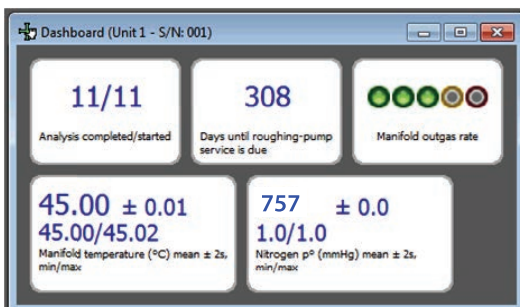 Dashboard (Unit 1 - S/N: 001)
11/11
Analysis completed/started
308
Days until roughing-pump
service is due
Manifold outgas rate
45.00 ± 0.01
45.00/45.02
Manifold temperature (ºC) mean ± 2s,
min/max
757 ± 0.0
1.0/1.0
Nitrogen pº (mmHg) mean ± 2s,
min/max